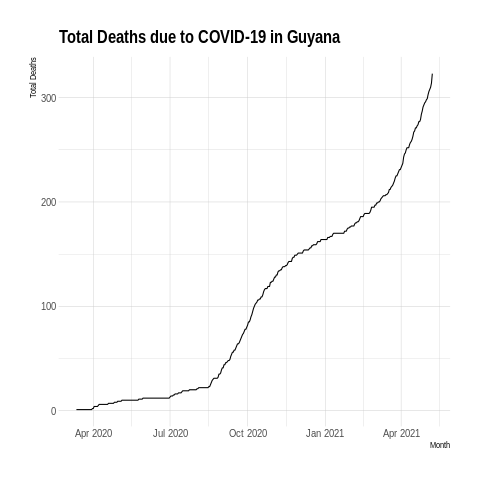 Total Deaths due to COVID-19 in Guyana
Total Deaths
300
200
100
0
Apr 2020 Jul 2020 Oct 2020 Jan 2021 Apr 2021
Month